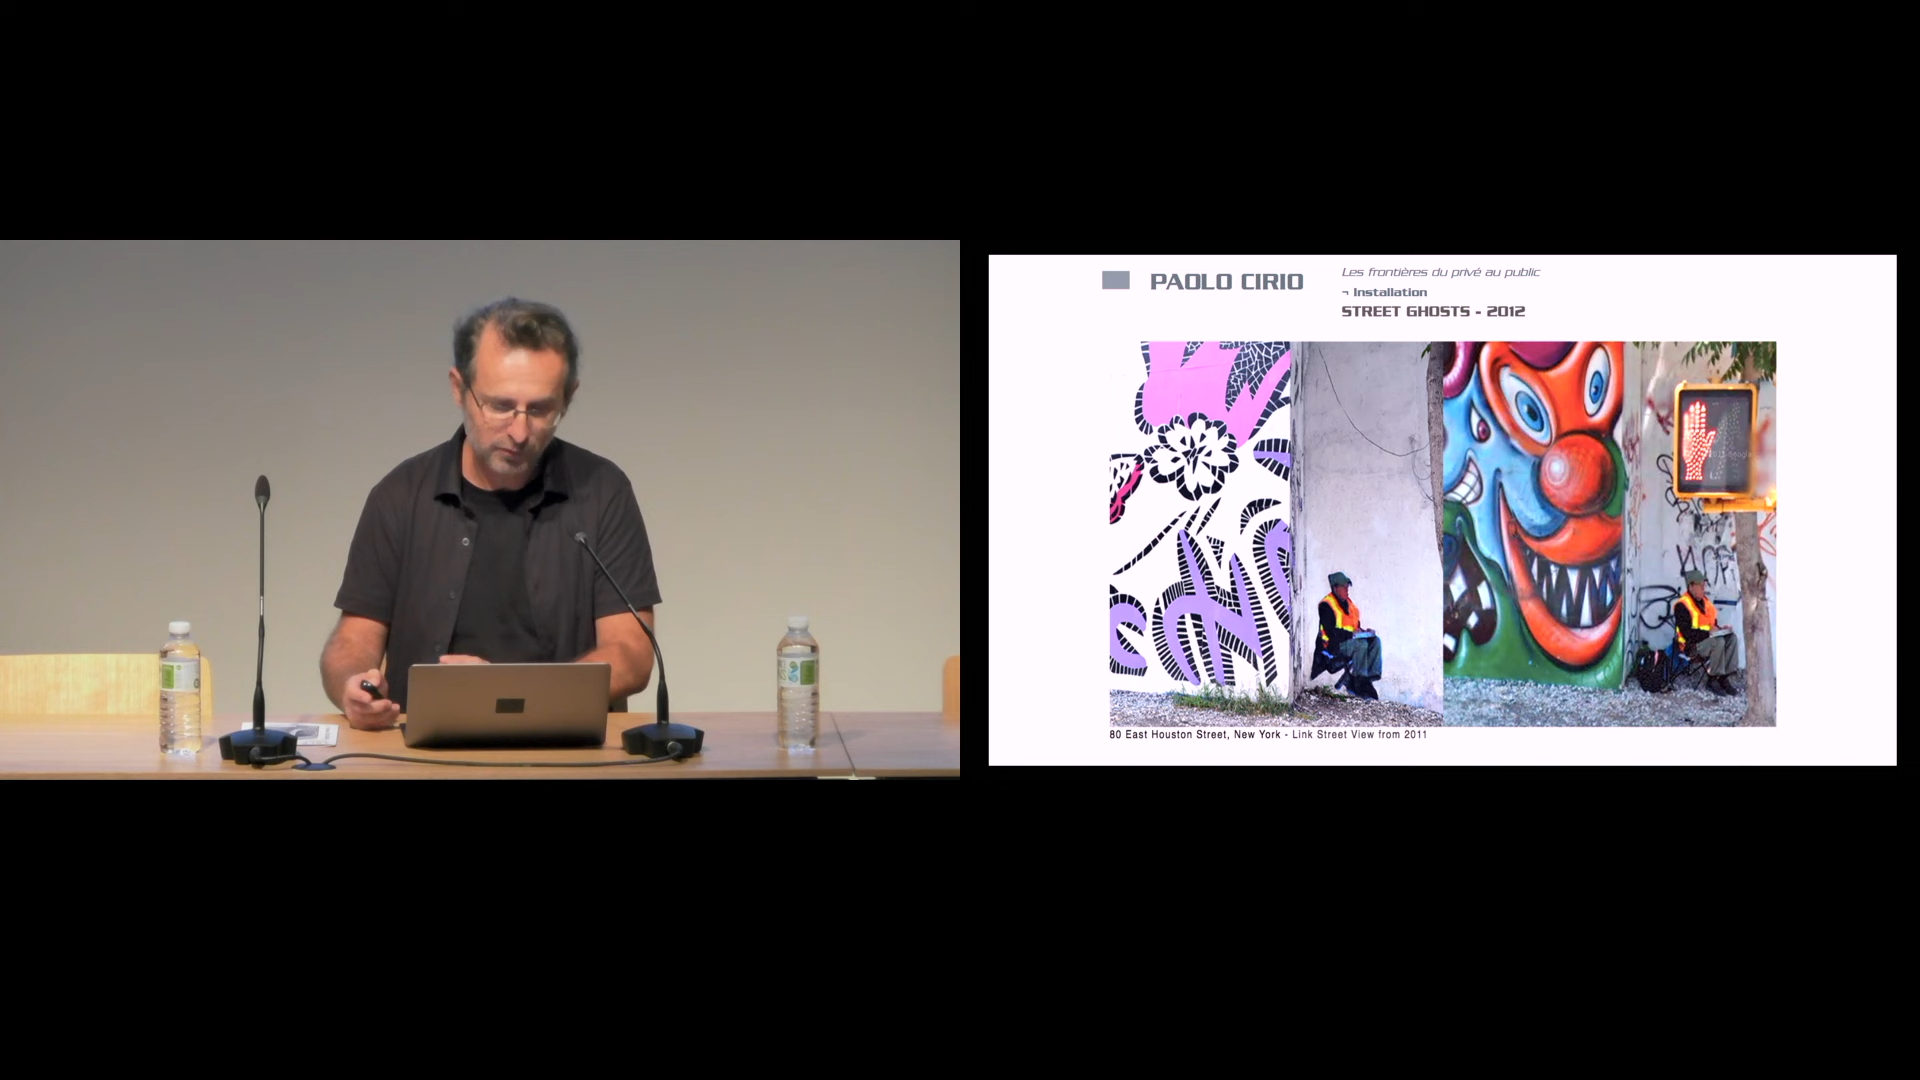 PAOLO CIRIO
Les frontières du privé au public
¬ Installation
STREET GHOSTS - 2012
80 East Houston Street, New York - Link Street View from 2011